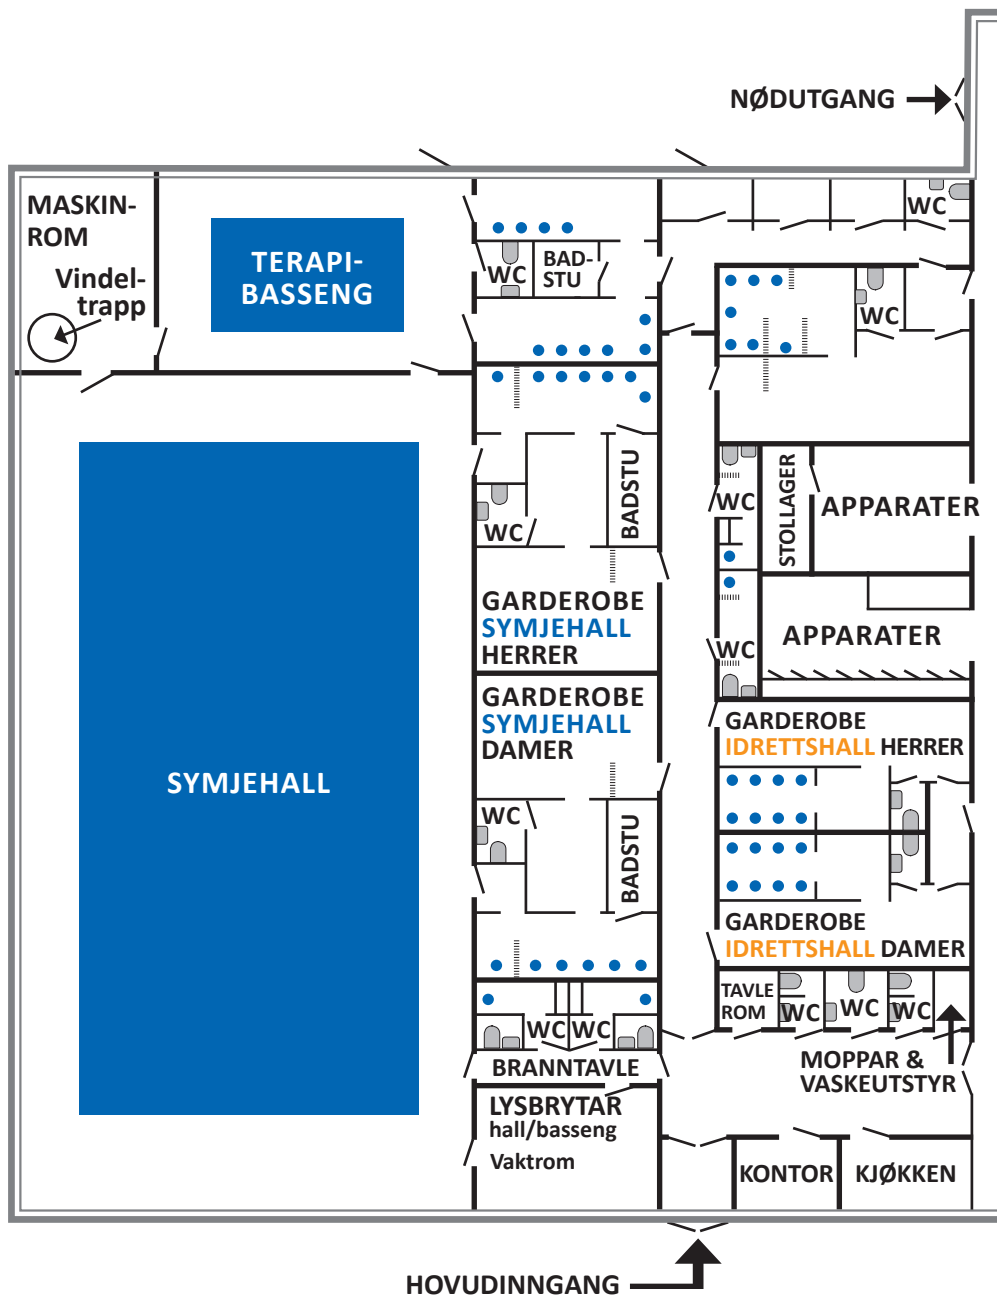 NØDUTGANG
MASKIN-
ROM
Vindel-
trapp
TERAPI-
BASSENG
WC
BAD-
STU
WC
WC
BADSTU
WC
WC
STOLLAGER
APPARATER
GARDEROBE
SYMJEHALL
HERRER
WC
APPARATER
GARDEROBE
SYMJEHALL
DAMER
GARDEROBE
IDRETTSHALL HERRER
SYMJEHALL
WC
BADSTU
GARDEROBE
IDRETTSHALL DAMER
TAVLE
ROM
WC
WC
WC
WC
WC
BRANNTAVLE
MOPPAR &
VASKEUTSTYR
LYSBRYTAR
hall/basseng
Vaktrom
KONTOR
KJØKKEN
HOVUDINNGANG